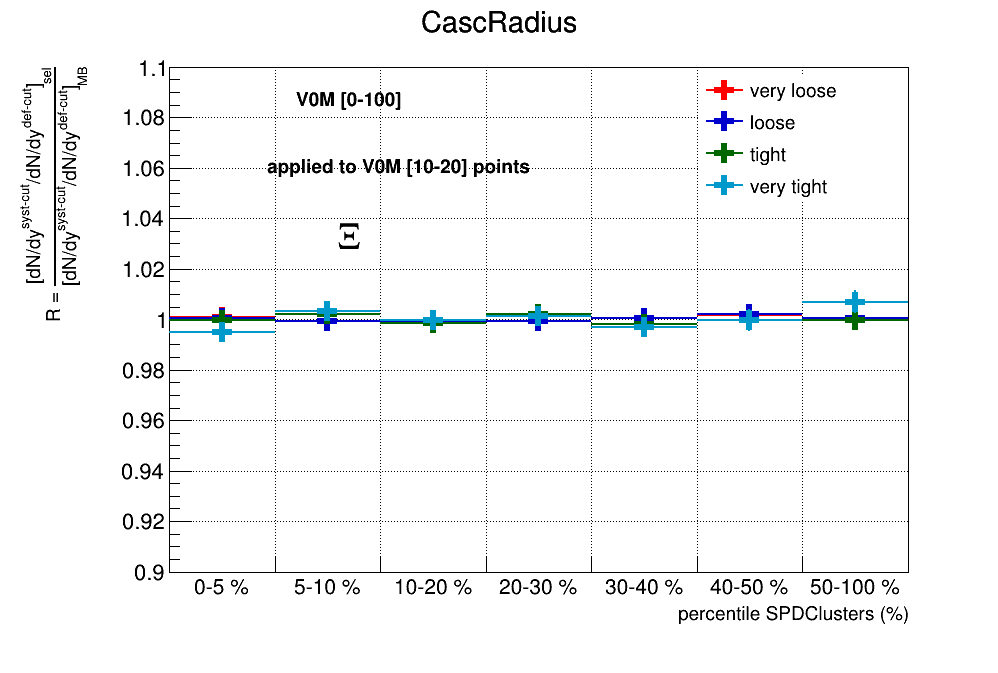 CascRadius
R = [dN/dy^syst-cut/dN/dy^def-cut]_sel / [dN/dy^syst-cut/dN/dy^def-cut]_MB
1.1
1.08
1.06
1.04
1.02
1
0.98
0.96
0.94
0.92
0.9
V0M [0-100]
applied to V0M [10-20] points
Ξ
very loose
loose
tight
very tight
0-5 % 5-10 % 10-20 % 20-30 % 30-40 % 40-50 % 50-100 %
percentile SPDClusters (%)